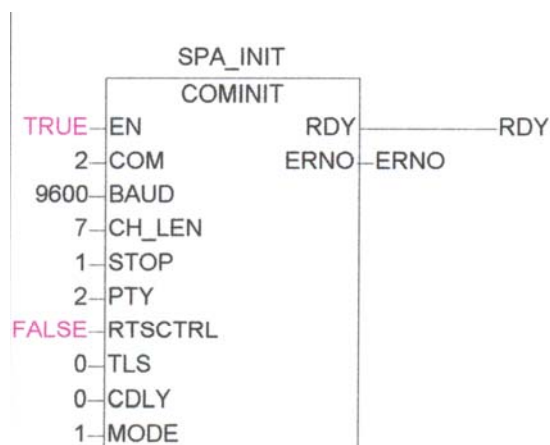 SPA_INIT
COMINIT
TRUE EN RDY RDY
2 COM ERNO ERNO
9600 BAUD
7 CH_LEN
1 STOP
2 PTY
FALSE RTSCTRL
0 TLS
0 CDLY
1 MODE